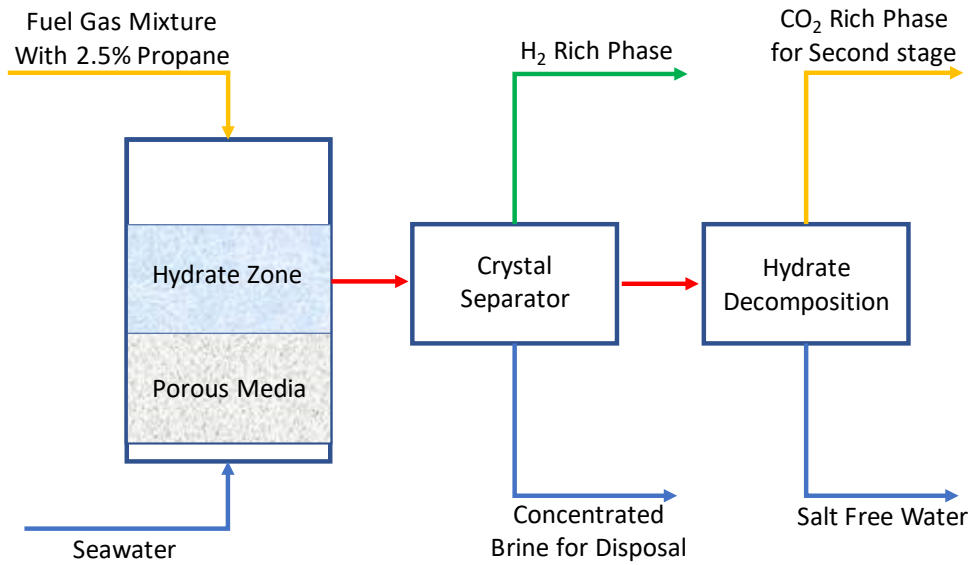 Fuel Gas Mixture
With 2.5% Propane
H₂ Rich Phase
CO₂ Rich Phase
for Second stage
Hydrate Zone
Porous Media
Crystal
Separator
Hydrate
Decomposition
Seawater
Concentrated
Brine for Disposal
Salt Free Water